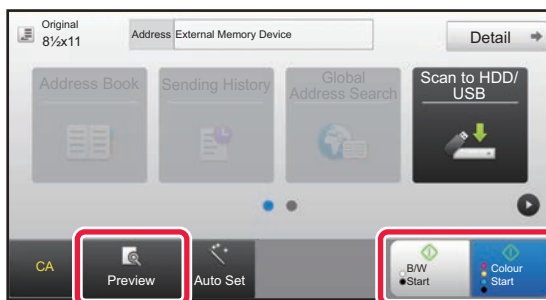 Original
8½x11
Address External Memory Device
Detail
Address Book
Sending History
Global
Address Search
Scan to HDD/
USB
CA
Preview
Auto Set
B/W
Start
Colour
Start